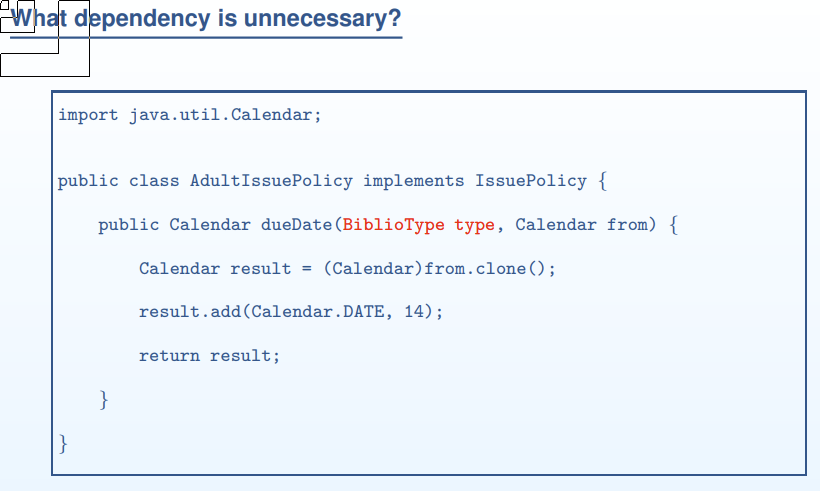 What dependency is unnecessary?
import java.util.Calendar;
public class AdultIssuePolicy implements IssuePolicy {
public Calendar dueDate(BiblioType type, Calendar from) {
Calendar result = (Calendar)from.clone();
result.add(Calendar.DATE, 14);
return result;
}
}